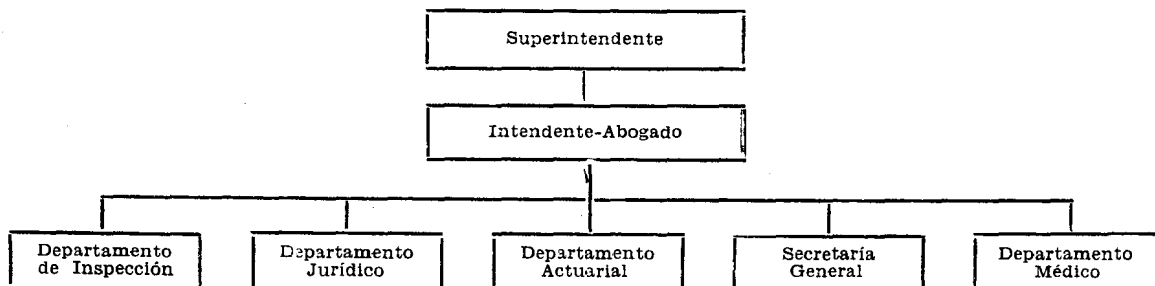 Superintendente
Intendente-Abogado
Departamento
de Inspección
Departamento
Jurídico
Departamento
Actuarial
Secretaría
General
Departamento
Médico